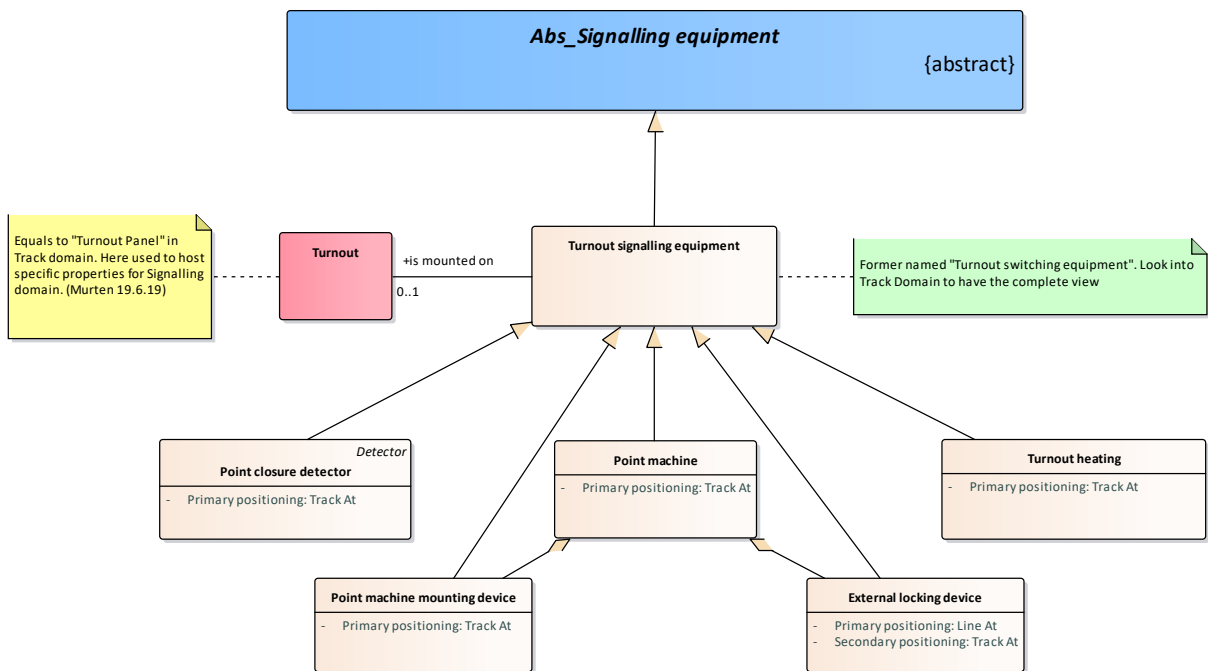 Abs_Signalling equipment
{abstract}
Equals to "Turnout Panel" in
Track domain. Here used to host
specific properties for Signalling
domain. (Murten 19.6.19)
Turnout
+is mounted on
0..1
Turnout signalling equipment
Former named "Turnout switching equipment". Look into
Track Domain to have the complete view
Detector
Point closure detector
- Primary positioning: Track At
Point machine
- Primary positioning: Track At
Turnout heating
- Primary positioning: Track At
Point machine mounting device
- Primary positioning: Track At
External locking device
- Primary positioning: Line At
- Secondary positioning: Track At